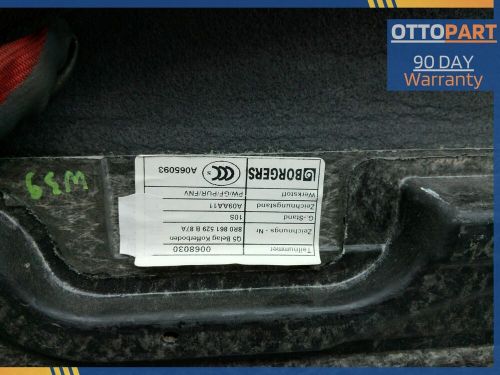 OTTOPART
90 DAY
Warranty
BORGERS
A065093
Werkstoff PW/GF/PUR/FNV
Zeichnungsstand A09AA11
G.-Stand 10S
Zeichnungs - Nr 8R0 861 529 B 87A
Q5 Belag Kofferboden
Teilnummer 0068030
W39